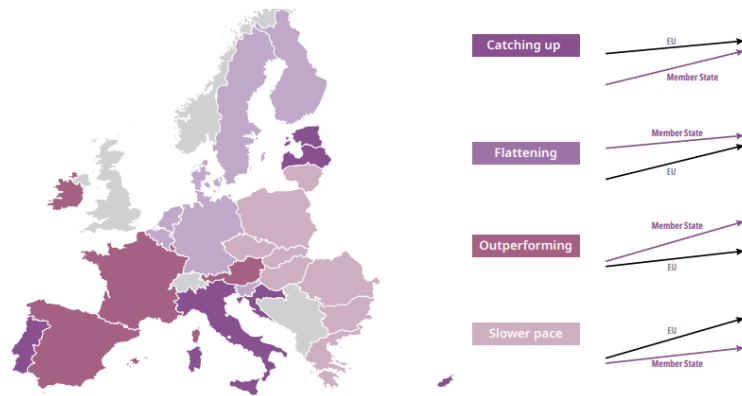 Catching up
EU
Member State
Flattening
Member State
EU
Outperforming
Member State
EU
Slower pace
EU
Member State